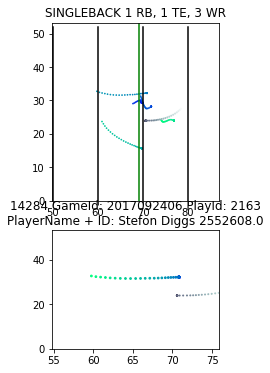 SINGLEBACK 1 RB, 1 TE, 3 WR
50
40
30
20
10
0
50 60 70 80
14284 GameId: 2017092406 PlayId: 2163
PlayerName + ID: Stefon Diggs 2552608.0
40
20
0
55 60 65 70 75